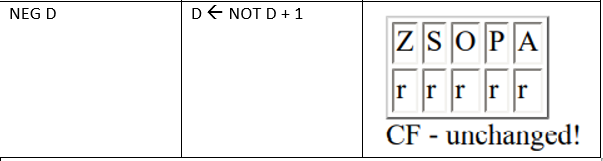 NEG D
D ← NOT D + 1
Z S O P A
r r r r r
CF - unchanged!